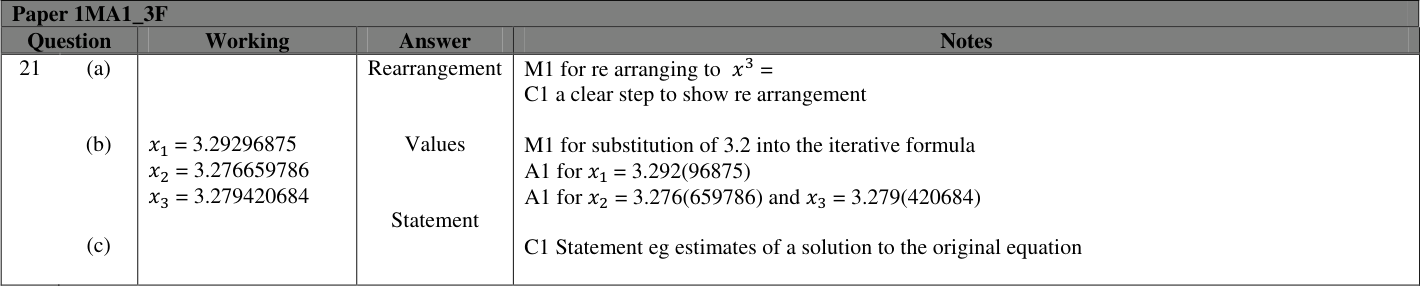 Paper 1MA1_3F
Question Working Answer Notes
21 (a) Rearrangement M1 for re arranging to x³ =
C1 a clear step to show re arrangement
(b) x₁ = 3.29296875 Values M1 for substitution of 3.2 into the iterative formula
x₂ = 3.276659786 A1 for x₁ = 3.292(96875)
x₃ = 3.279420684 A1 for x₂ = 3.276(659786) and x₃ = 3.279(420684)
Statement
(c) C1 Statement eg estimates of a solution to the original equation